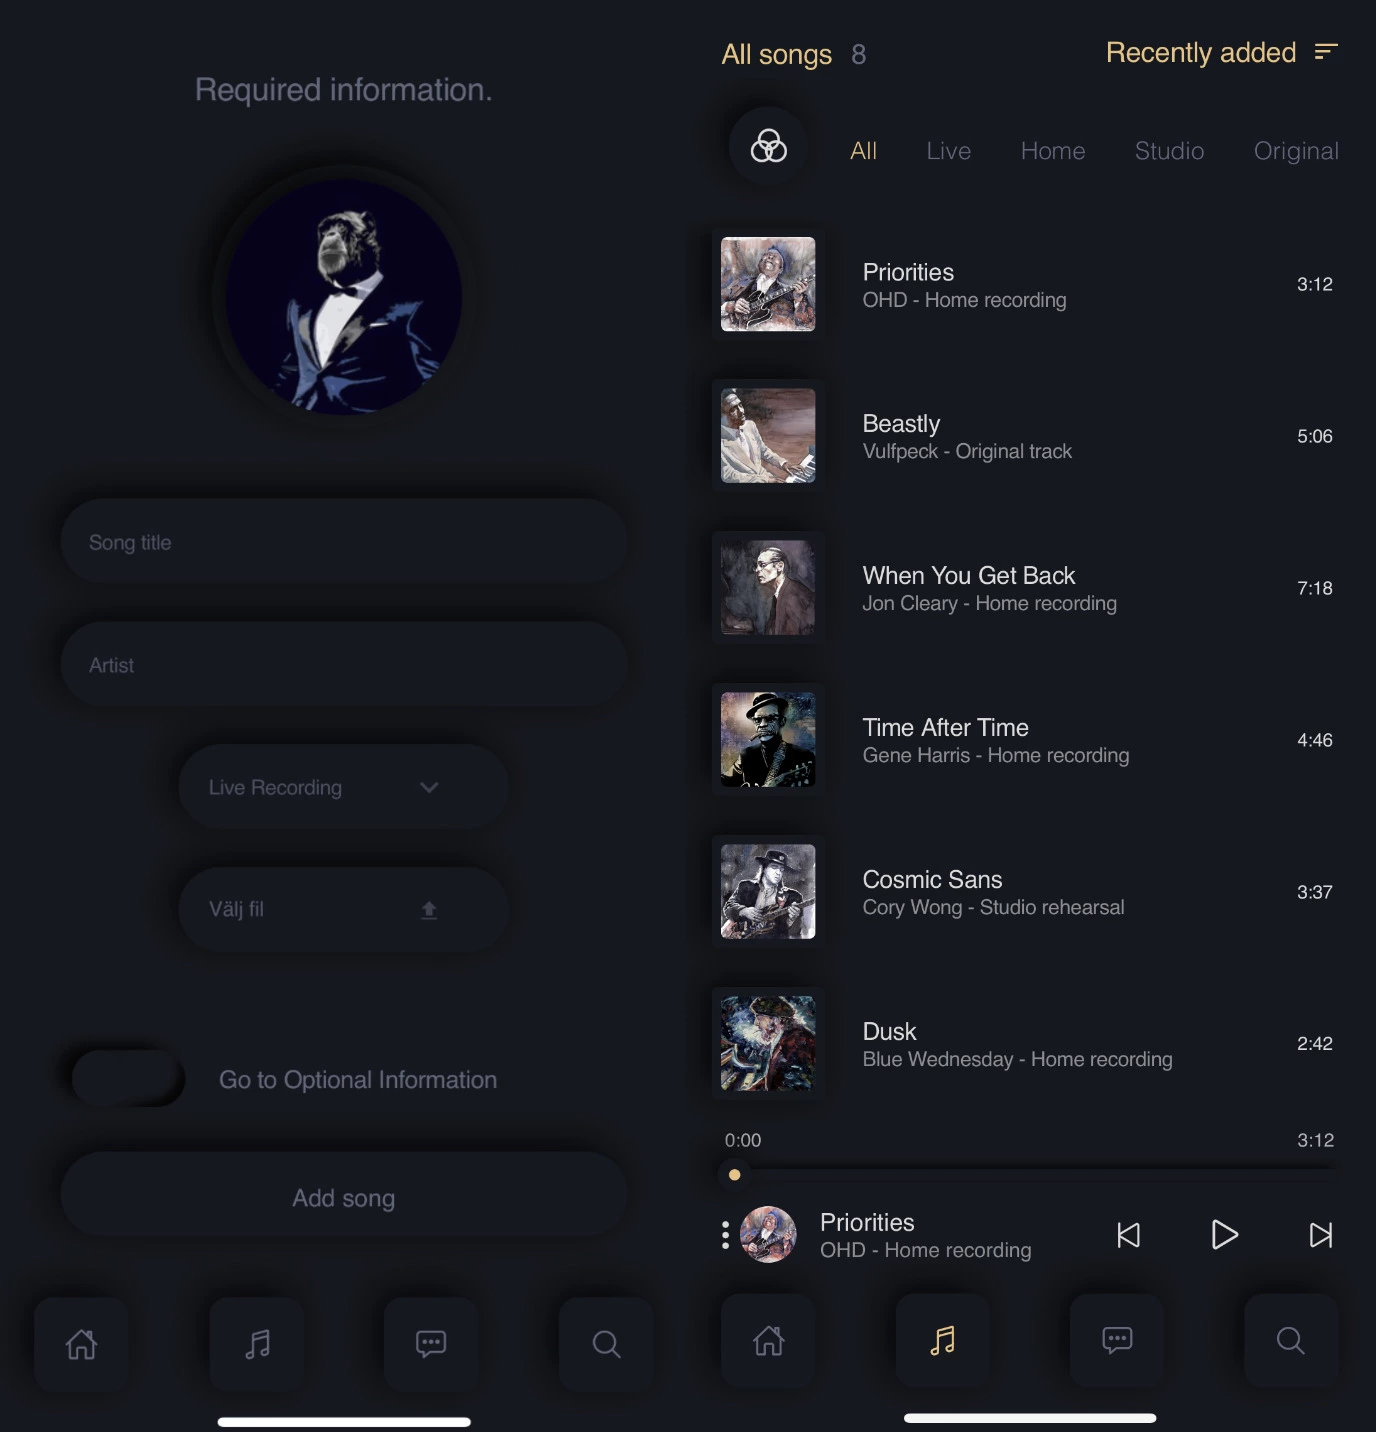 Required information.
Song title
Artist
Live Recording
Välj fil
Go to Optional Information
Add song
All songs 8
Recently added
All Live Home Studio Original
Priorities
OHD - Home recording
3:12
Beastly
Vulfpeck - Original track
5:06
When You Get Back
Jon Cleary - Home recording
7:18
Time After Time
Gene Harris - Home recording
4:46
Cosmic Sans
Cory Wong - Studio rehearsal
3:37
Dusk
Blue Wednesday - Home recording
2:42
0:00 3:12
Priorities
OHD - Home recording